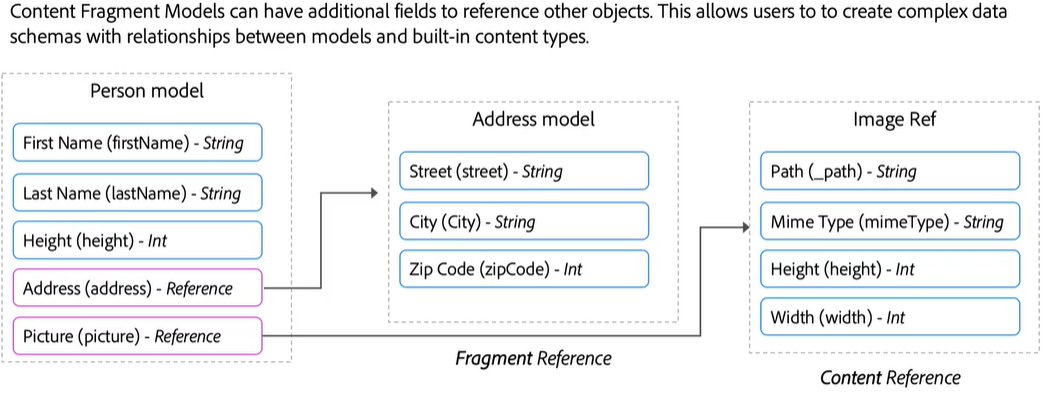 Content Fragment Models can have additional fields to reference other objects. This allows users to to create complex data
schemas with relationships between models and built-in content types.
Person model
First Name (firstName) - String
Last Name (lastName) - String
Height (height) - Int
Address (address) - Reference
Picture (picture) - Reference
Address model
Street (street) - String
City (City) - String
Zip Code (zipCode) - Int
Fragment Reference
Image Ref
Path (_path) - String
Mime Type (mimeType) - String
Height (height) - Int
Width (width) - Int
Content Reference